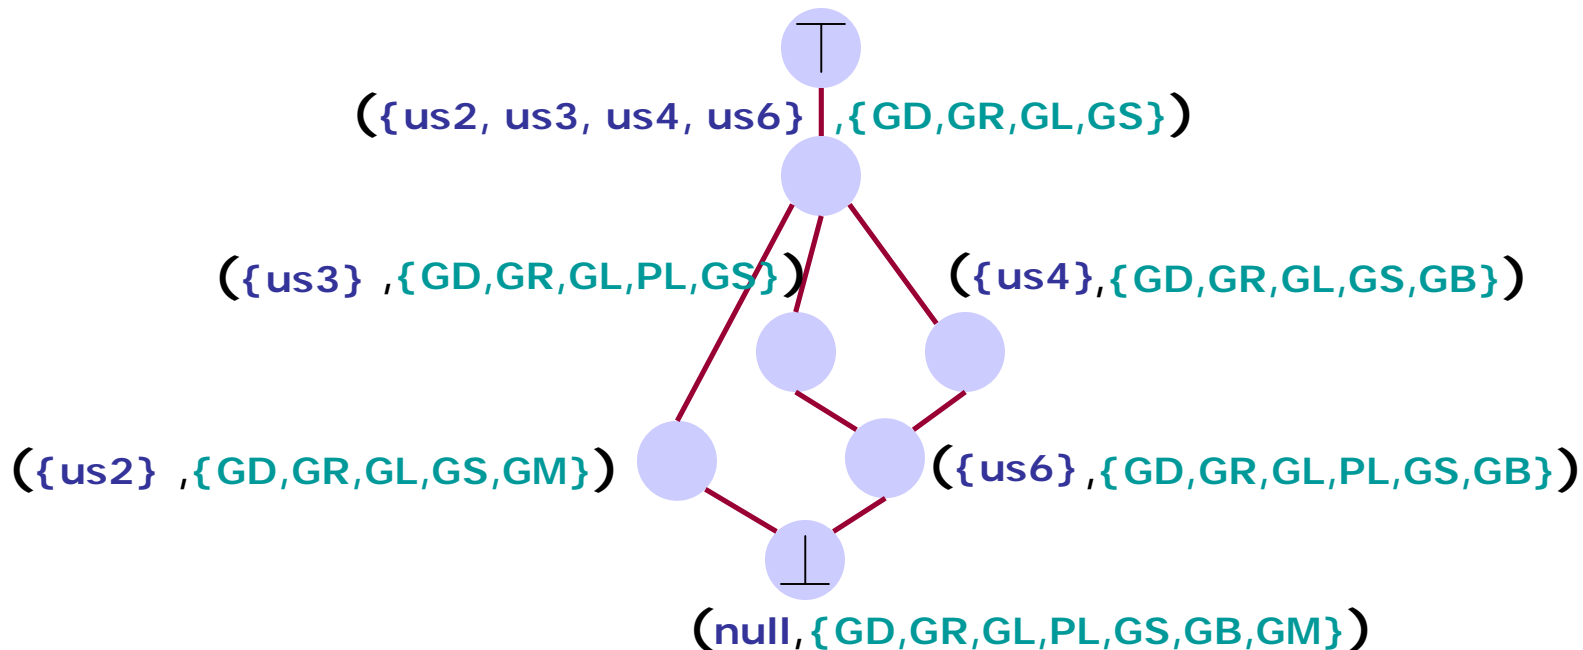 ⊤
({us2, us3, us4, us6} ,{GD,GR,GL,GS})
({us3} ,{GD,GR,GL,PL,GS})
({us4},{GD,GR,GL,GS,GB})
({us2} ,{GD,GR,GL,GS,GM})
({us6},{GD,GR,GL,PL,GS,GB})
⊥
(null,{GD,GR,GL,PL,GS,GB,GM})